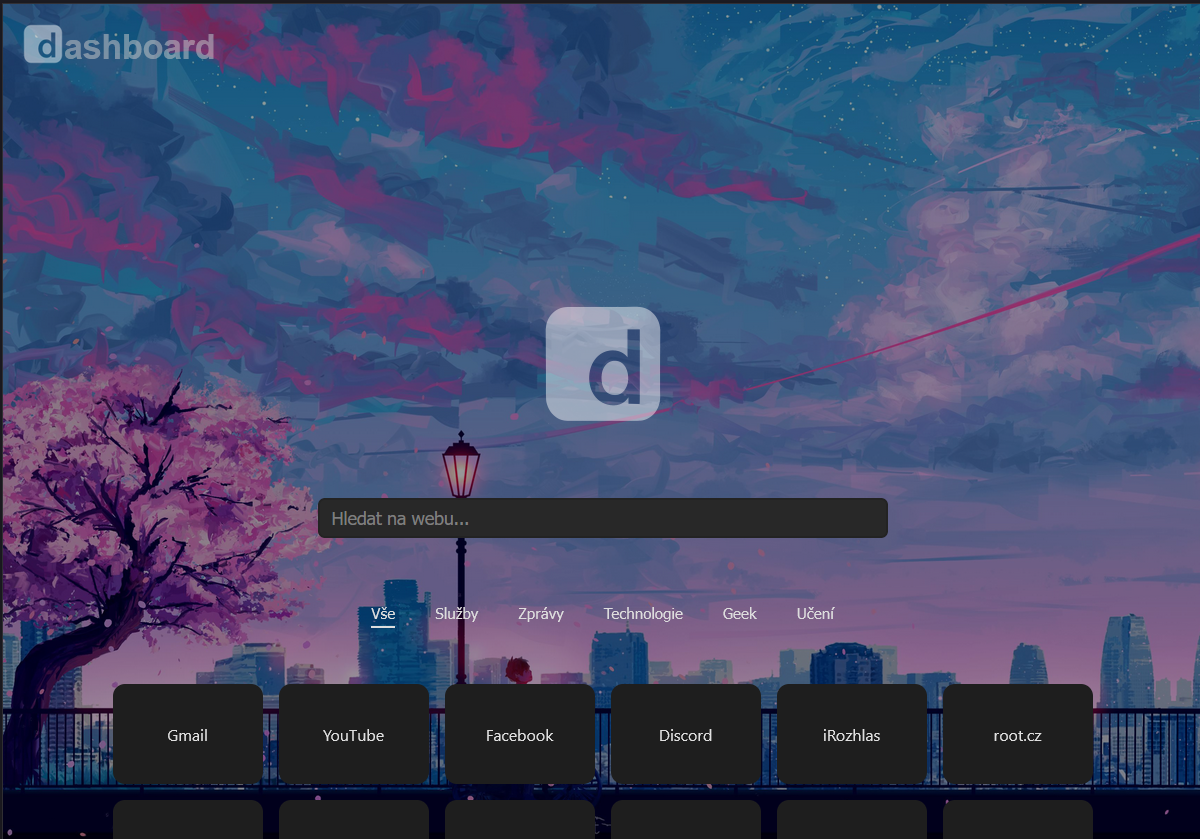 dashboard
d
Hledat na webu...
Vše Služby Zprávy Technologie Geek Učení
Gmail YouTube Facebook Discord iRozhlas root.cz